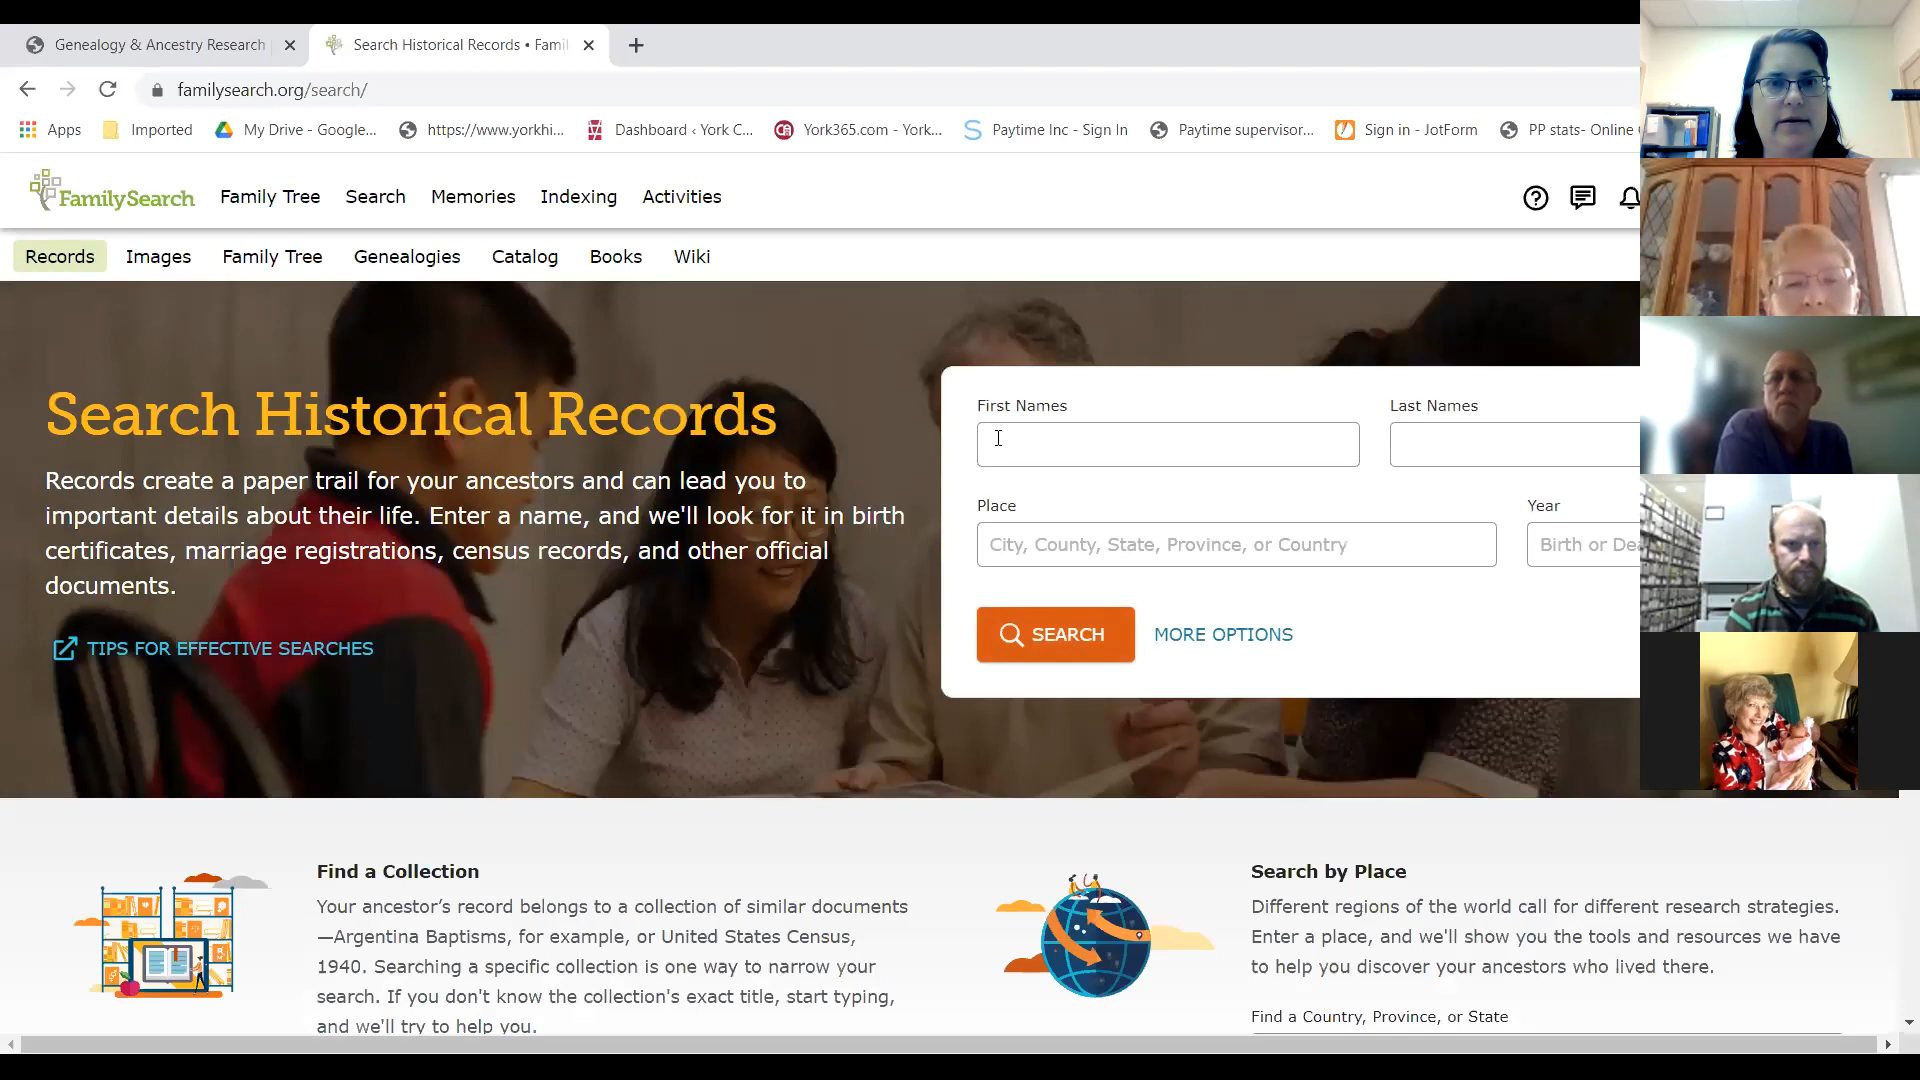 Genealogy & Ancestry Research
Search Historical Records • Famil
familysearch.org/search/
Apps
Imported
My Drive - Google...
https://www.yorkhi...
Dashboard ‹ York C...
York365.com - York...
Paytime Inc - Sign In
Paytime supervisor...
Sign in - JotForm
PP stats- Online
FamilySearch
Family Tree
Search
Memories
Indexing
Activities
Records
Images
Family Tree
Genealogies
Catalog
Books
Wiki
Search Historical Records
Records create a paper trail for your ancestors and can lead you to
important details about their life. Enter a name, and we'll look for it in birth
certificates, marriage registrations, census records, and other official
documents.
TIPS FOR EFFECTIVE SEARCHES
First Names
Last Names
Place
Year
City, County, State, Province, or Country
Birth or Dea
SEARCH
MORE OPTIONS
Find a Collection
Your ancestor’s record belongs to a collection of similar documents
—Argentina Baptisms, for example, or United States Census,
1940. Searching a specific collection is one way to narrow your
search. If you don't know the collection's exact title, start typing,
and we'll try to help you.
Search by Place
Different regions of the world call for different research strategies.
Enter a place, and we'll show you the tools and resources we have
to help you discover your ancestors who lived there.
Find a Country, Province, or State